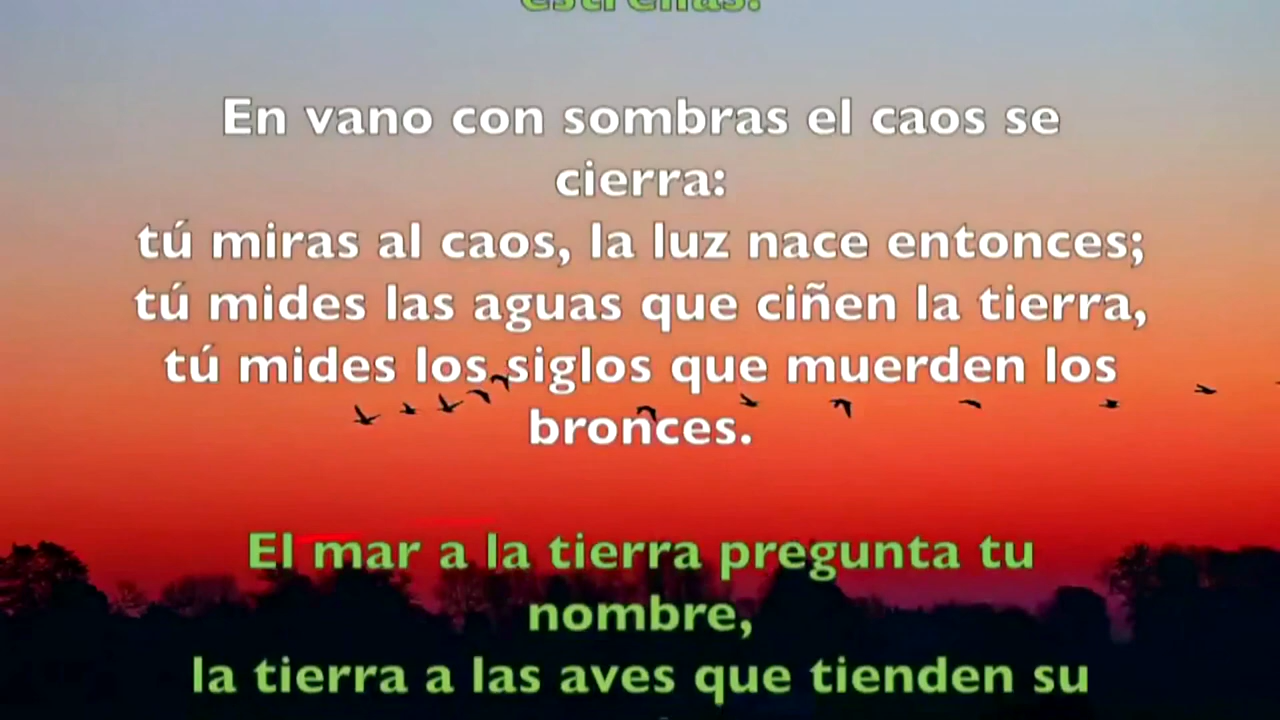 estrellas.
En vano con sombras el caos se
cierra:
tú miras al caos, la luz nace entonces;
tú mides las aguas que ciñen la tierra,
tú mides los siglos que muerden los
bronces.
El mar a la tierra pregunta tu
nombre,
la tierra a las aves que tienden su